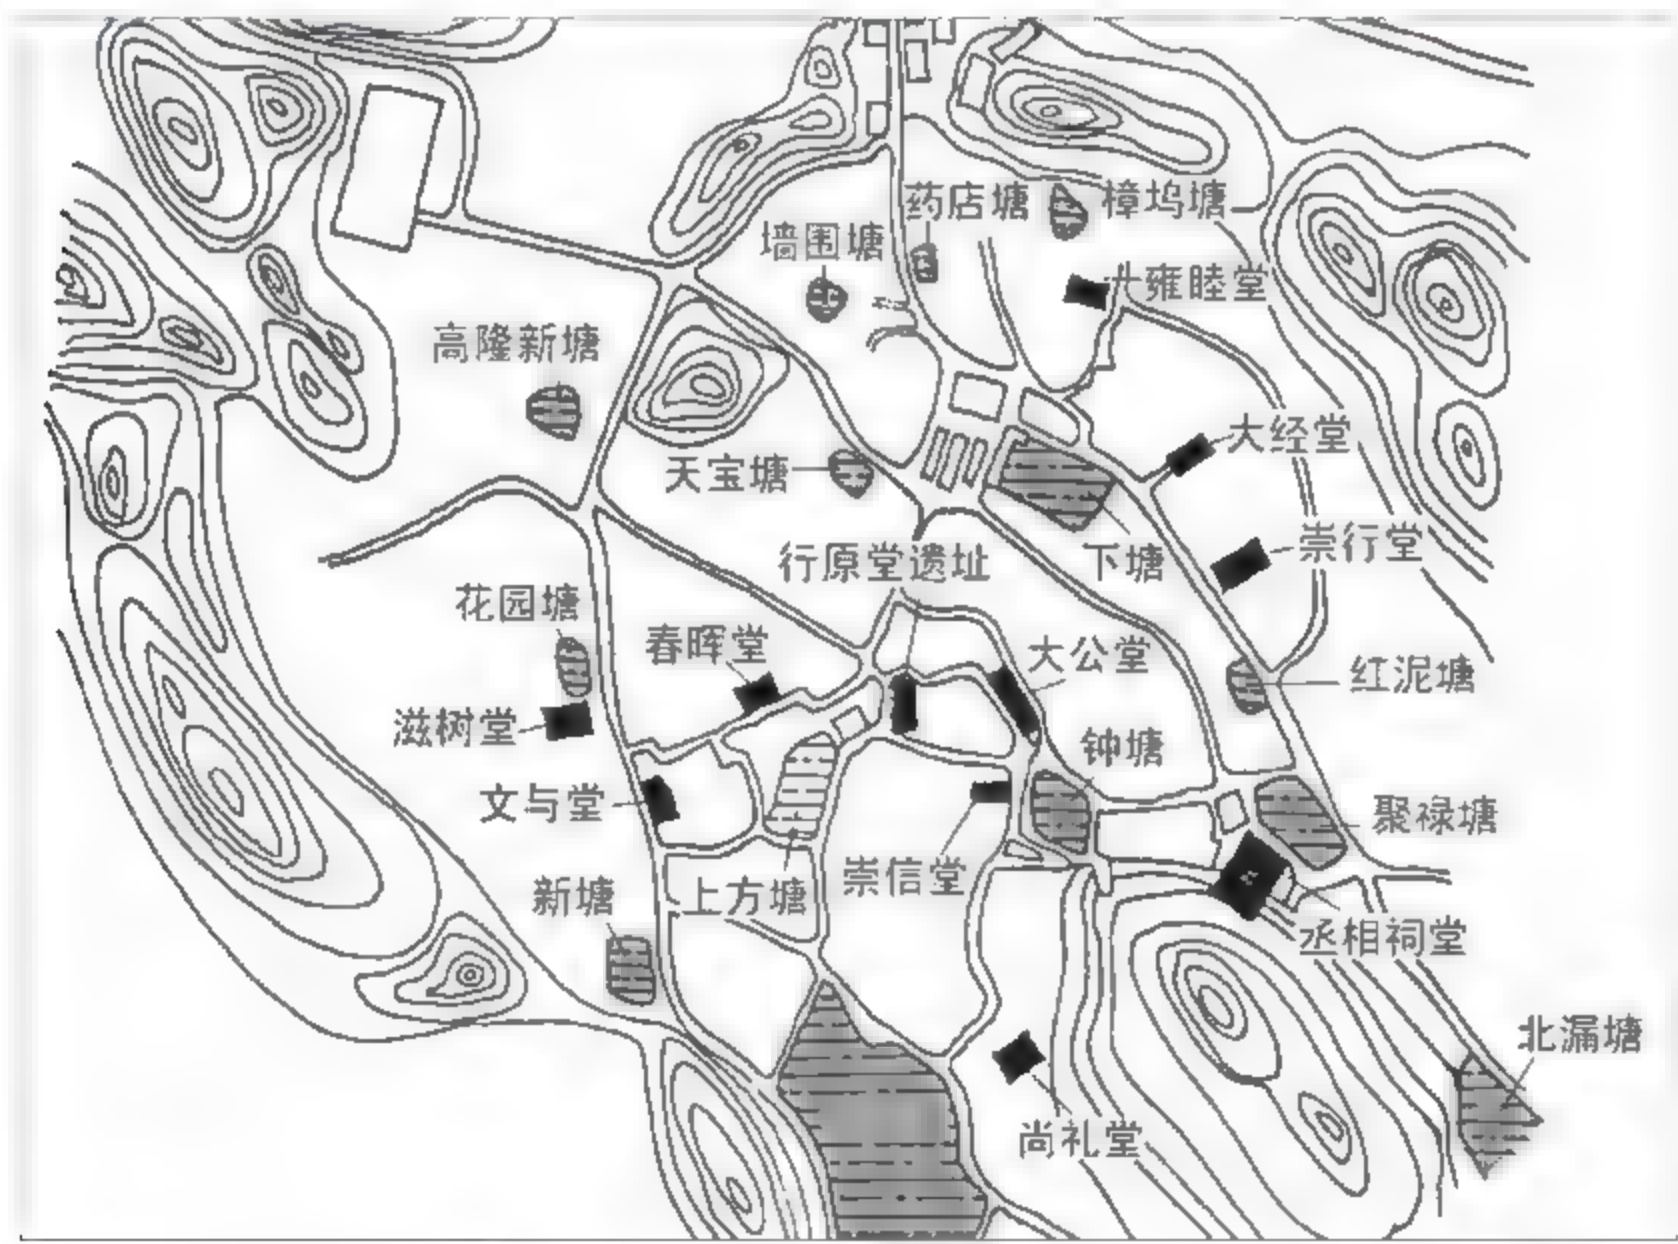 药店塘
樟坞塘
墙围塘
雍睦堂
高隆新塘
大经堂
天宝塘
崇行堂
行原堂遗址
下塘
花园塘
春晖堂
大公堂
红泥塘
滋树堂
钟塘
文与堂
聚禄塘
崇信堂
新塘
上方塘
丞相祠堂
北漏塘
尚礼堂